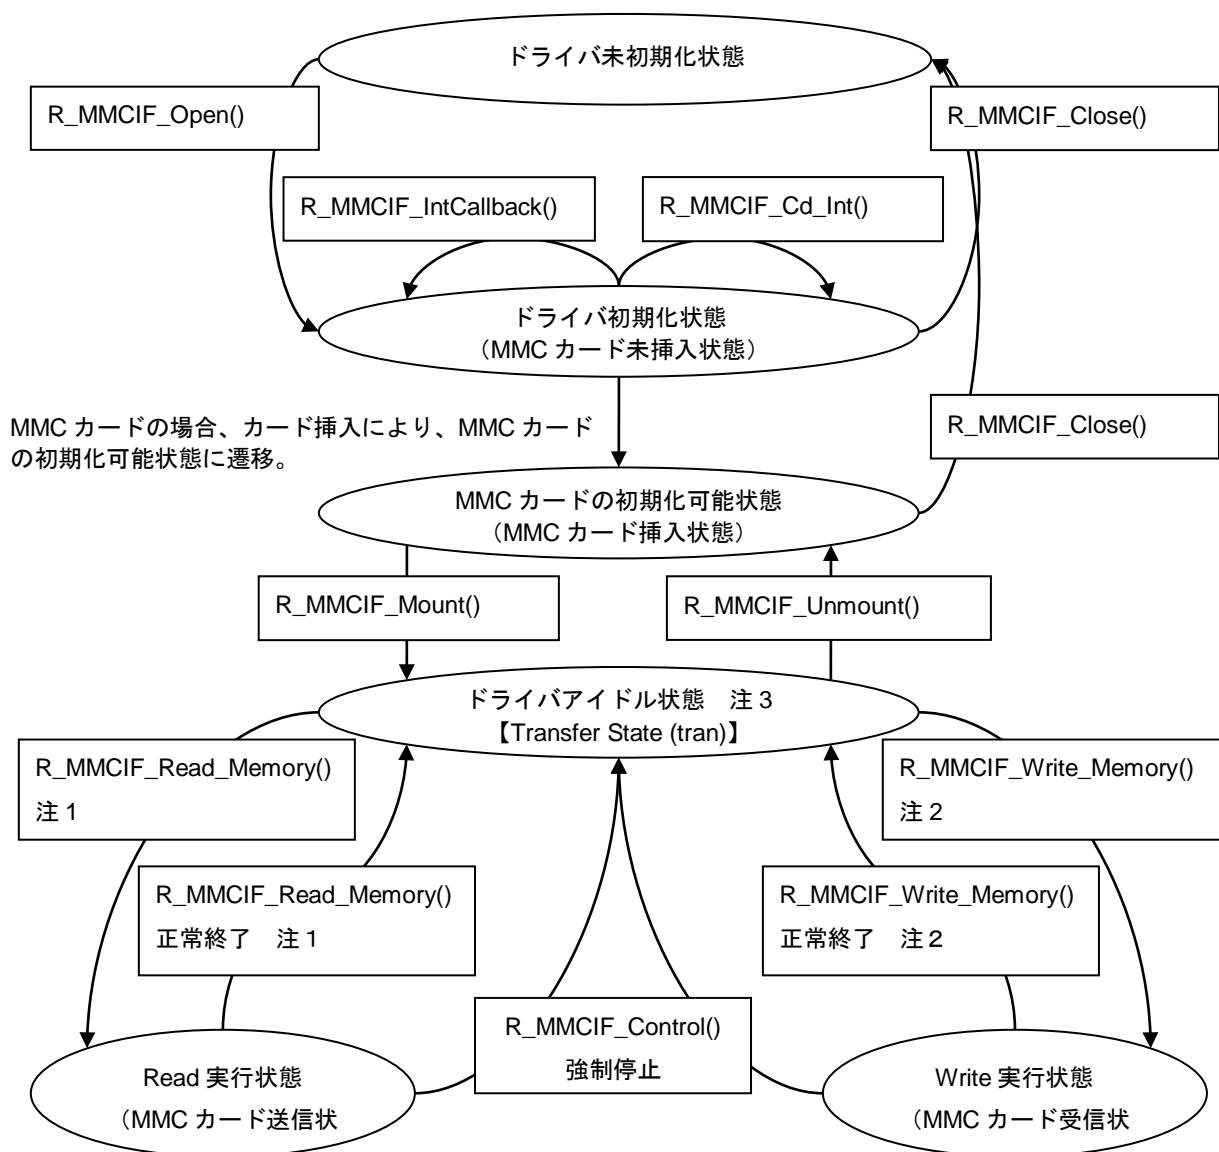 ドライバ未初期化状態
R_MMCIF_Open()
R_MMCIF_Close()
R_MMCIF_IntCallback()
R_MMCIF_Cd_Int()
ドライバ初期化状態
（MMC カード未挿入状態）
MMC カードの場合、カード挿入により、MMC カード
の初期化可能状態に遷移。
R_MMCIF_Close()
MMC カードの初期化可能状態
（MMC カード挿入状態）
R_MMCIF_Mount()
R_MMCIF_Unmount()
ドライバアイドル状態　注 3
【Transfer State (tran)】
R_MMCIF_Read_Memory()
注 1
R_MMCIF_Write_Memory()
注 2
R_MMCIF_Read_Memory()
正常終了　注 1
R_MMCIF_Write_Memory()
正常終了　注２
R_MMCIF_Control()
強制停止
Read 実行状態
（MMC カード送信状
Write 実行状態
（MMC カード受信状